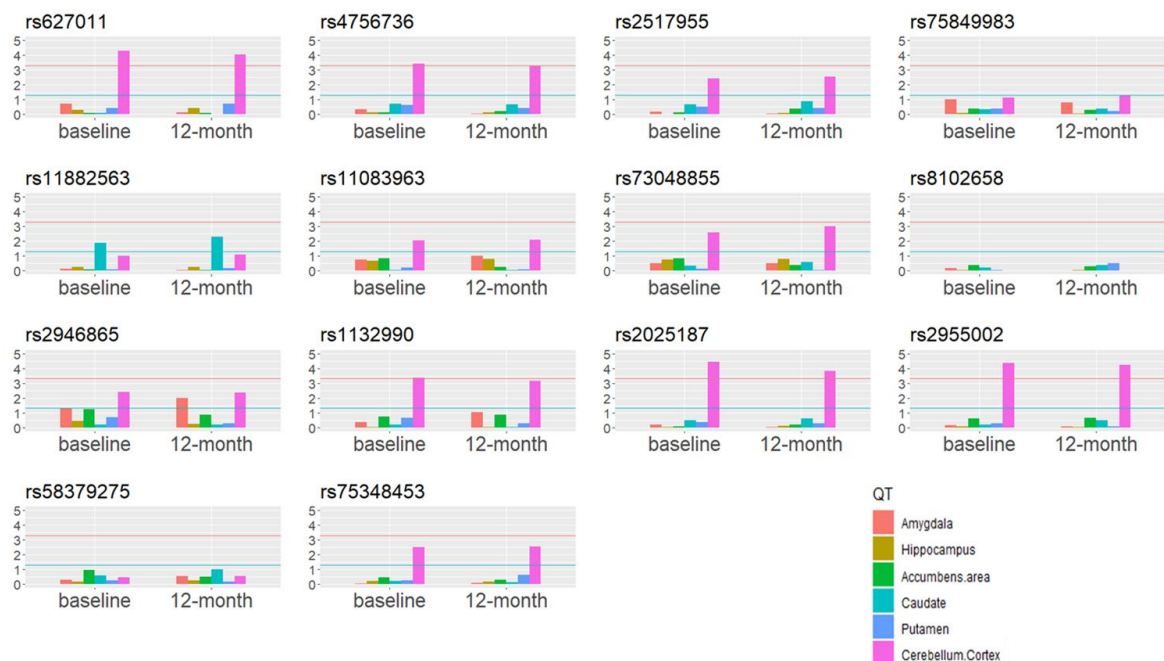 rs627011 rs4756736 rs2517955 rs75849983
5 5 5 5
4 4 4 4
3 3 3 3
2 2 2 2
1 1 1 1
0 0 0 0
baseline 12-month baseline 12-month baseline 12-month baseline 12-month
rs11882563 rs11083963 rs73048855 rs8102658
5 5 5 5
4 4 4 4
3 3 3 3
2 2 2 2
1 1 1 1
0 0 0 0
baseline 12-month baseline 12-month baseline 12-month baseline 12-month
rs2946865 rs1132990 rs2025187 rs2955002
5 5 5 5
4 4 4 4
3 3 3 3
2 2 2 2
1 1 1 1
0 0 0 0
baseline 12-month baseline 12-month baseline 12-month baseline 12-month
rs58379275 rs75348453
5 5
4 4
3 3
2 2
1 1
0 0
baseline 12-month baseline 12-month
QT
Amygdala
Hippocampus
Accumbens.area
Caudate
Putamen
Cerebellum.Cortex